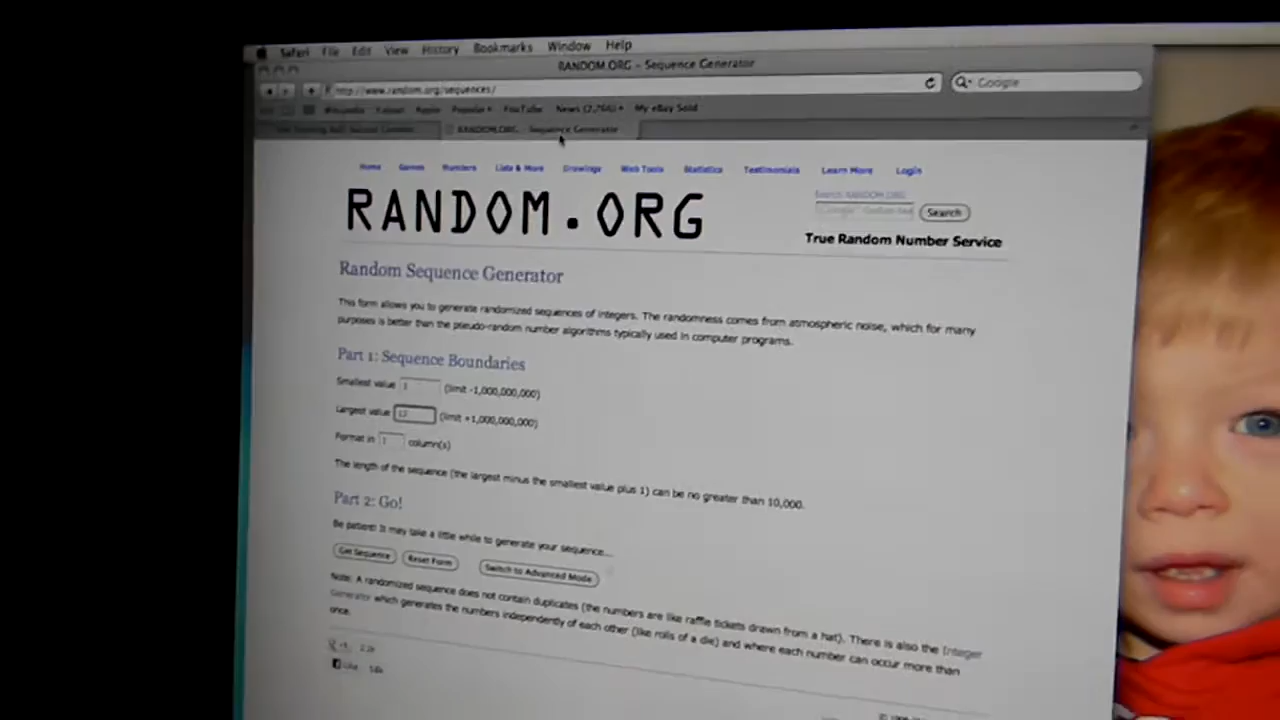 Safari File Edit View History Bookmarks Window Help
RANDOM.ORG – Sequence Generator
http://www.random.org/sequences/
Google
Wikipedia Yahoo! Apple Popular YouTube News (2,766) My eBay Sold
RANDOM.ORG - Sequence Generator
Home Games Numbers Lists & More Drawings Web Tools Statistics Testimonials Learn More Login
RANDOM.ORG
Search RANDOM.ORG
Search
True Random Number Service
Random Sequence Generator
This form allows you to generate randomized sequences of integers. The randomness comes from atmospheric noise, which for many
purposes is better than the pseudo-random number algorithms typically used in computer programs.
Part 1: Sequence Boundaries
Smallest value 1 (limit -1,000,000,000)
Largest value (limit +1,000,000,000)
Format in 1 column(s)
The length of the sequence (the largest minus the smallest value plus 1) can be no greater than 10,000.
Part 2: Go!
Be patient! It may take a little while to generate your sequence...
Get Sequence Reset Form Switch to Advanced Mode
Note: A randomized sequence does not contain duplicates (the numbers are like raffle tickets drawn from a hat). There is also the Integer
Generator which generates the numbers independently of each other (like rolls of a die) and where each number can occur more than
once.
+1
Like